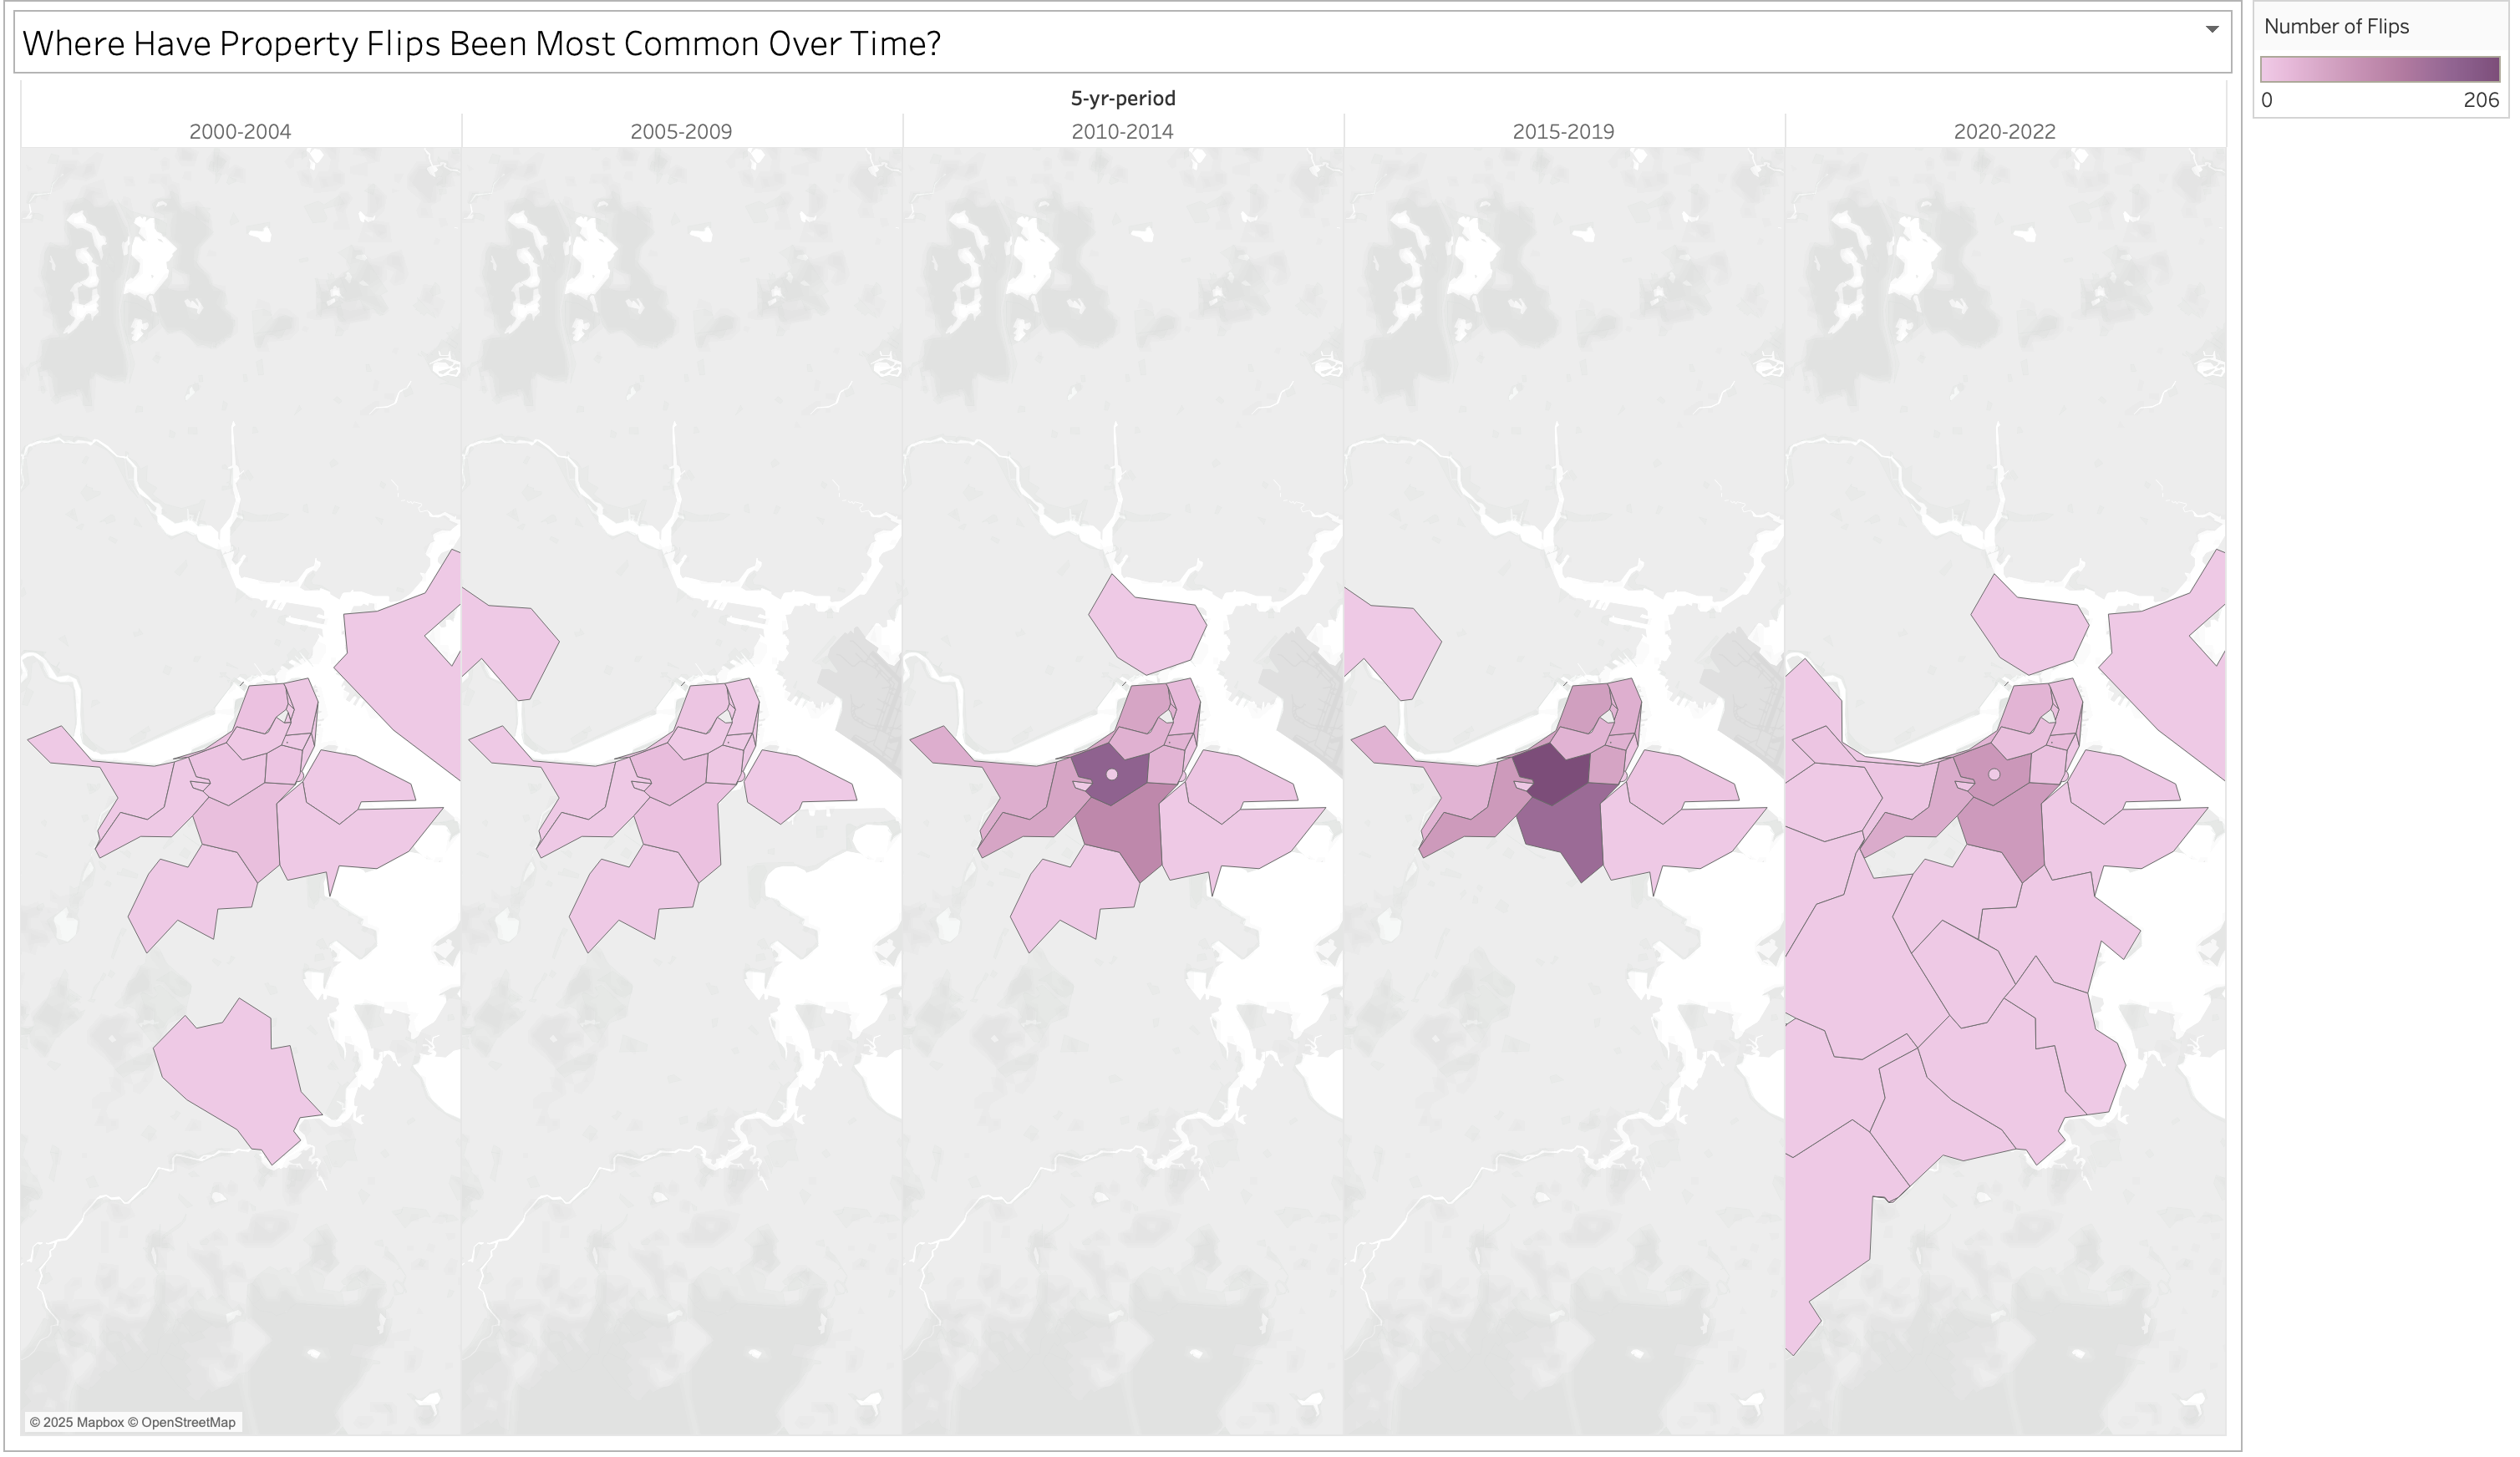 Where Have Property Flips Been Most Common Over Time?
Number of Flips
0 206
5-yr-period
2000-2004 2005-2009 2010-2014 2015-2019 2020-2022
© 2025 Mapbox © OpenStreetMap